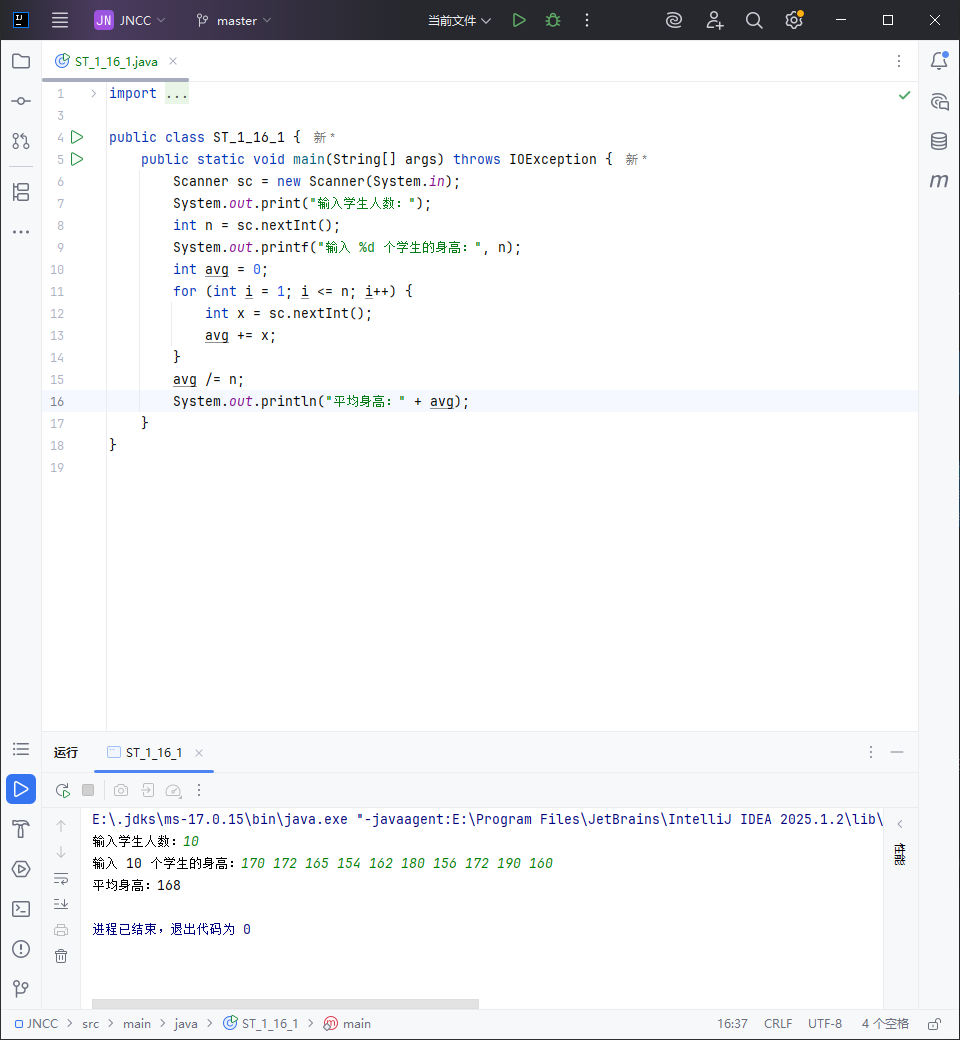 JN JNCC master 当前文件
ST_1_16_1.java
1 import ...
3
4 public class ST_1_16_1 { 新 *
5 public static void main(String[] args) throws IOException { 新 *
6 Scanner sc = new Scanner(System.in);
7 System.out.print("输入学生人数: ");
8 int n = sc.nextInt();
9 System.out.printf("输入 %d 个学生的身高: ", n);
10 int avg = 0;
11 for (int i = 1; i <= n; i++) {
12 int x = sc.nextInt();
13 avg += x;
14 }
15 avg /= n;
16 System.out.println("平均身高: " + avg);
17 }
18 }
19
运行 ST_1_16_1
E:\.jdks\ms-17.0.15\bin\java.exe "-javaagent:E:\Program Files\JetBrains\IntelliJ IDEA 2025.1.2\lib\
输入学生人数: 10
输入 10 个学生的身高: 170 172 165 154 162 180 156 172 190 160
平均身高: 168
进程已结束，退出代码为 0
JNCC > src > main > java > ST_1_16_1 > main 16:37 CRLF UTF-8 4 个空格